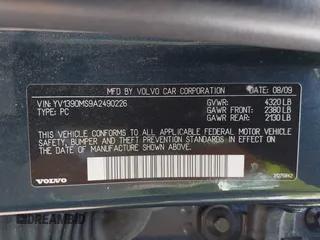 MFD BY VOLVO CAR CORPORATION DATE 08/09
VIN: YV1390MS9A2490226 GVWR: 4320 LB
TYPE: PC GAWR FRONT: 2380 LB
GAWR REAR: 2130 LB
THIS VEHICLE CONFORMS TO ALL APPLICABLE FEDERAL MOTOR VEHICLE
SAFETY, BUMPER AND THEFT PREVENTION STANDARDS IN EFFECT
ON THE DATE OF MANUFACTURE SHOWN ABOVE
VOLVO
DREAMBID